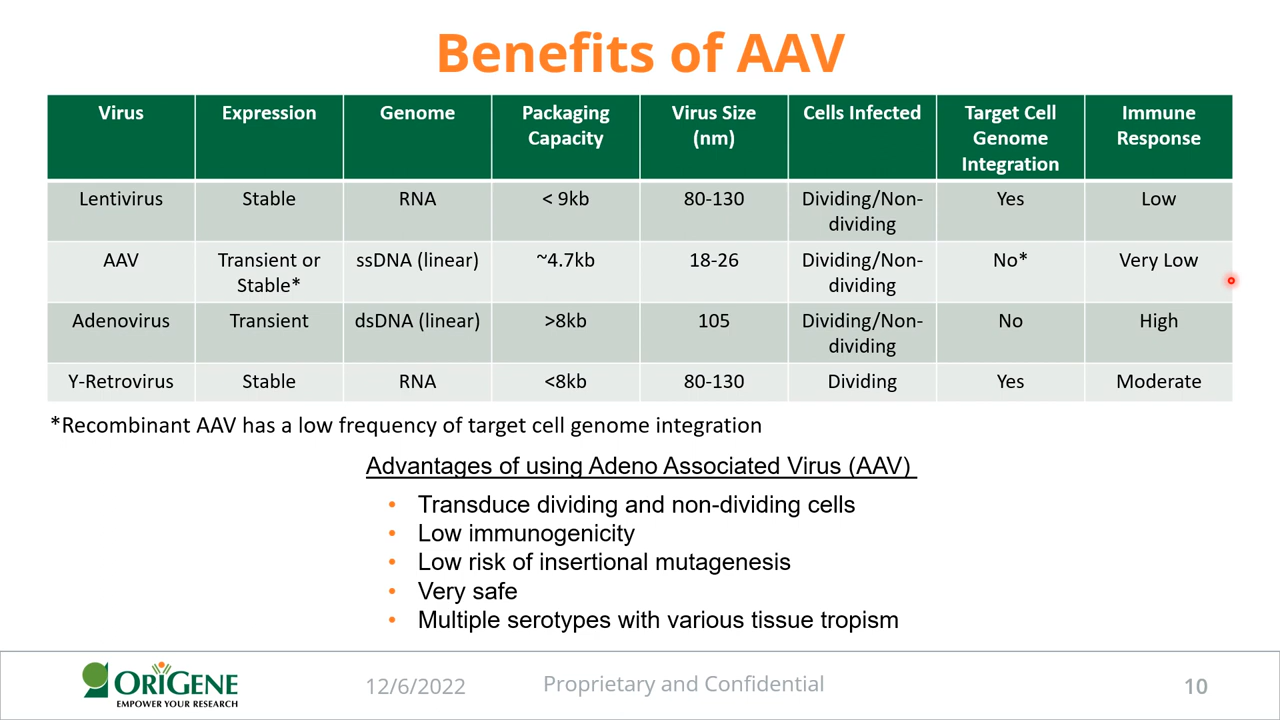 Benefits of AAV
Virus Expression Genome Packaging Capacity Virus Size (nm) Cells Infected Target Cell Genome Integration Immune Response
Lentivirus Stable RNA < 9kb 80-130 Dividing/Non-dividing Yes Low
AAV Transient or Stable* ssDNA (linear) ~4.7kb 18-26 Dividing/Non-dividing No* Very Low
Adenovirus Transient dsDNA (linear) >8kb 105 Dividing/Non-dividing No High
Y-Retrovirus Stable RNA <8kb 80-130 Dividing Yes Moderate
*Recombinant AAV has a low frequency of target cell genome integration
Advantages of using Adeno Associated Virus (AAV)
• Transduce dividing and non-dividing cells
• Low immunogenicity
• Low risk of insertional mutagenesis
• Very safe
• Multiple serotypes with various tissue tropism
ORIGENE
EMPOWER YOUR RESEARCH
12/6/2022
Proprietary and Confidential
10